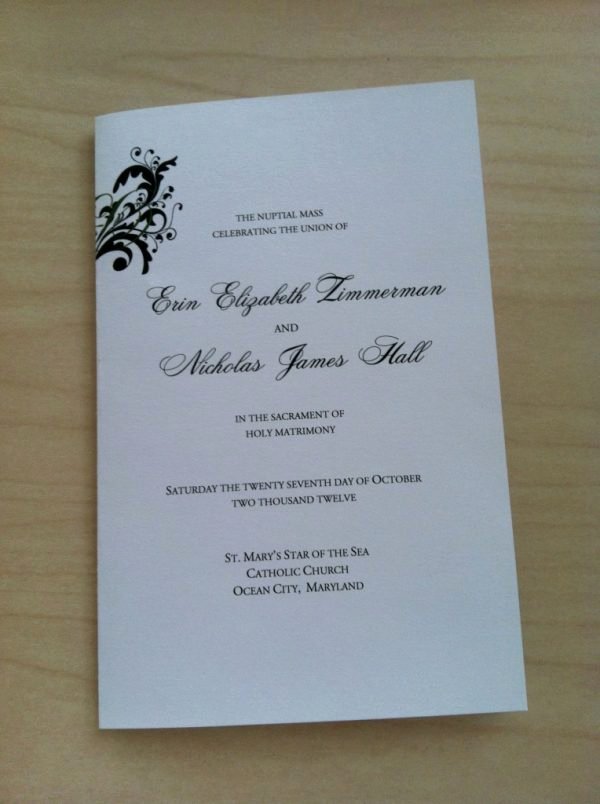 THE NUPTIAL MASS
CELEBRATING THE UNION OF
Erin Elizabeth Zimmerman
AND
Nicholas James Hall
IN THE SACRAMENT OF
HOLY MATRIMONY
SATURDAY THE TWENTY SEVENTH DAY OF OCTOBER
TWO THOUSAND TWELVE
ST. MARY'S STAR OF THE SEA
CATHOLIC CHURCH
OCEAN CITY, MARYLAND